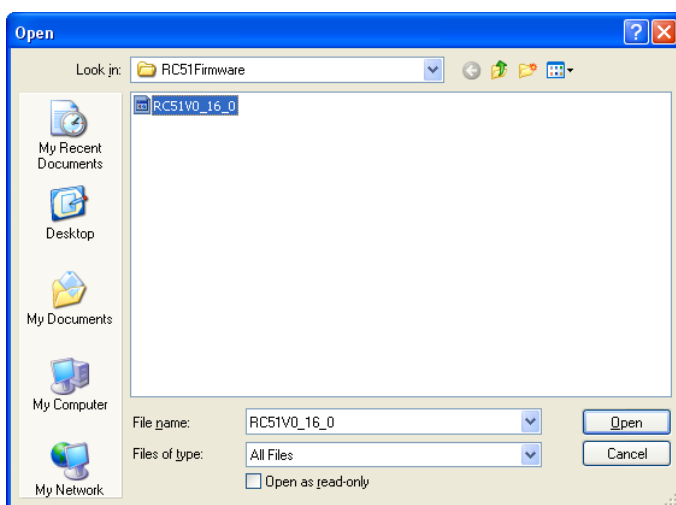 Open
Look in: RC51Firmware
RC51V0_16_0
My Recent
Documents
Desktop
My Documents
My Computer
My Network
File name: RC51V0_16_0 Open
Files of type: All Files Cancel
Open as read-only